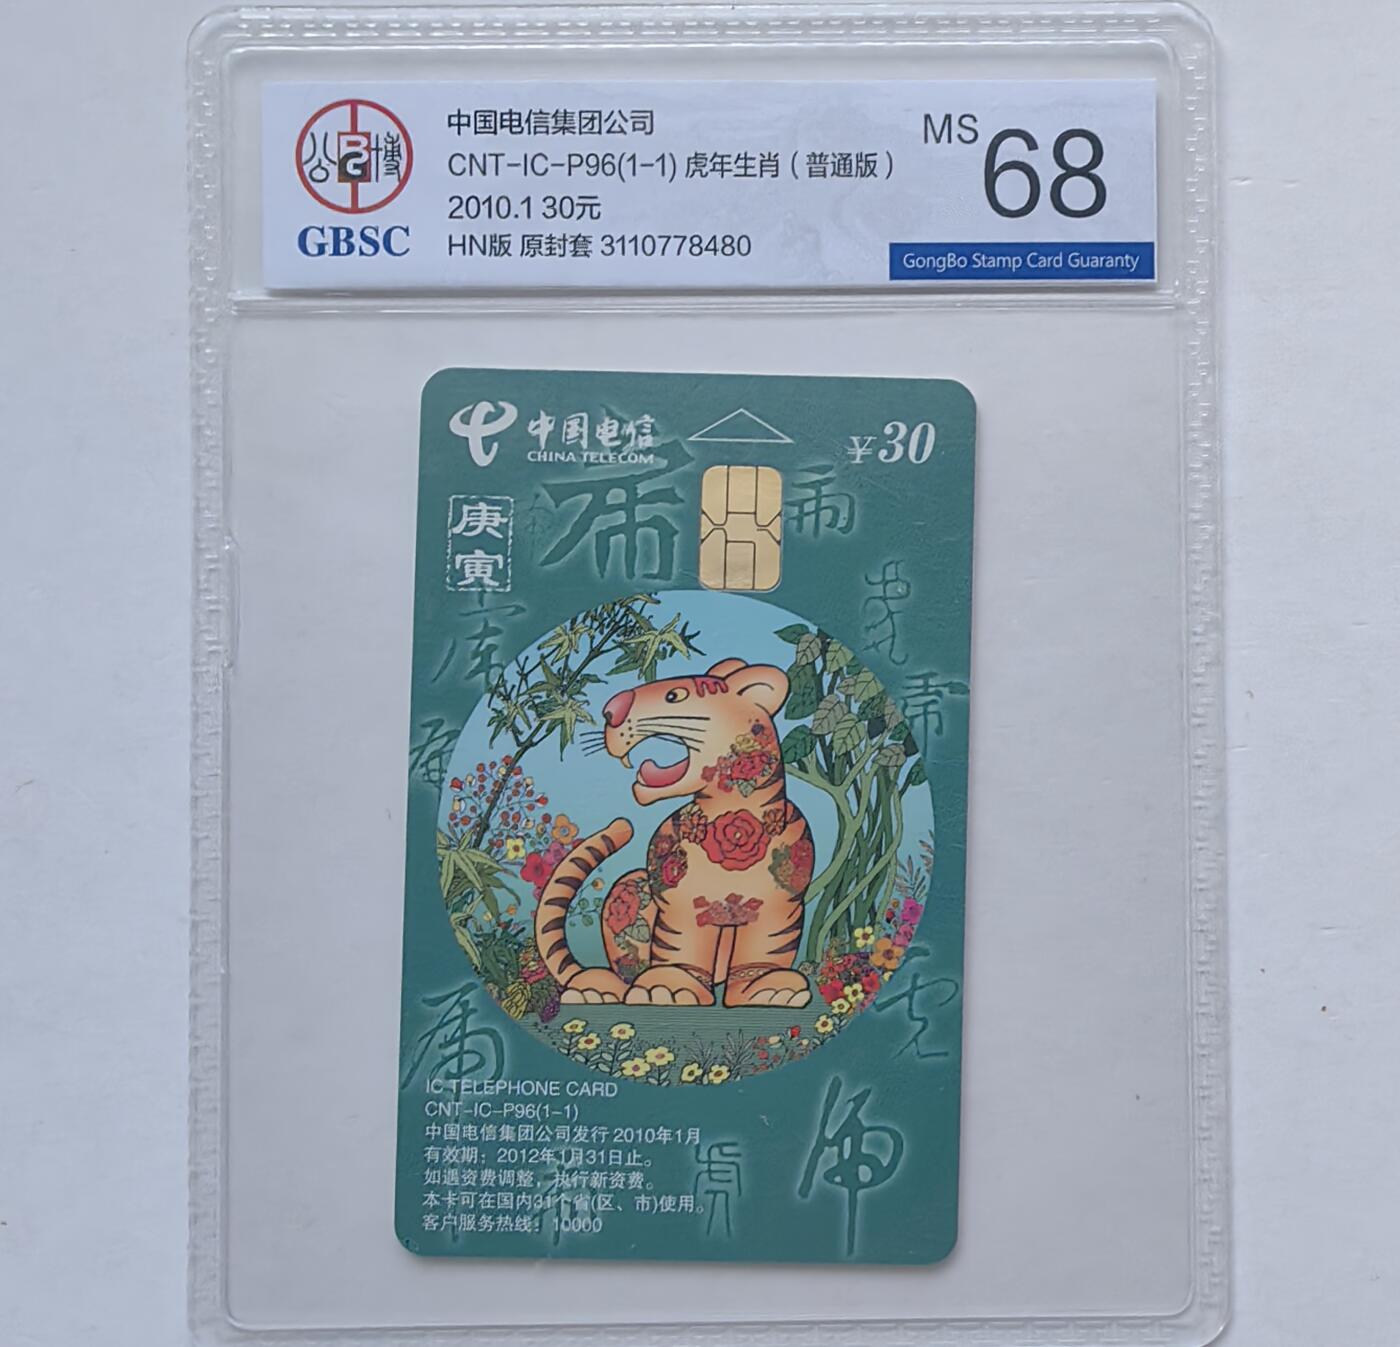 公 BG 博
GBSC
中国电信集团公司
CNT-IC-P96(1-1) 虎年生肖（普通版）
2010.1 30元
HN版 原封套 3110778480
MS 68
GongBo Stamp Card Guaranty
中国电信
CHINA TELECOM
¥30
庚
寅
IC TELEPHONE CARD
CNT-IC-P96(1-1)
中国电信集团公司发行 2010年1月
有效期：2012年1月31日止。
如遇资费调整，执行新资费。
本卡可在国内31个省(区、市)使用。
客户服务热线：10000